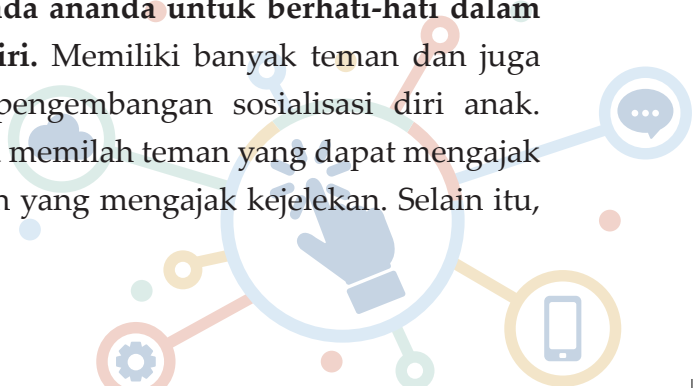 ada ananda untuk berhati-hati dalam
iri. Memiliki banyak teman dan juga
pengembangan sosialisasi diri anak.
memilah teman yang dapat mengajak
n yang mengajak kejelekan. Selain itu,